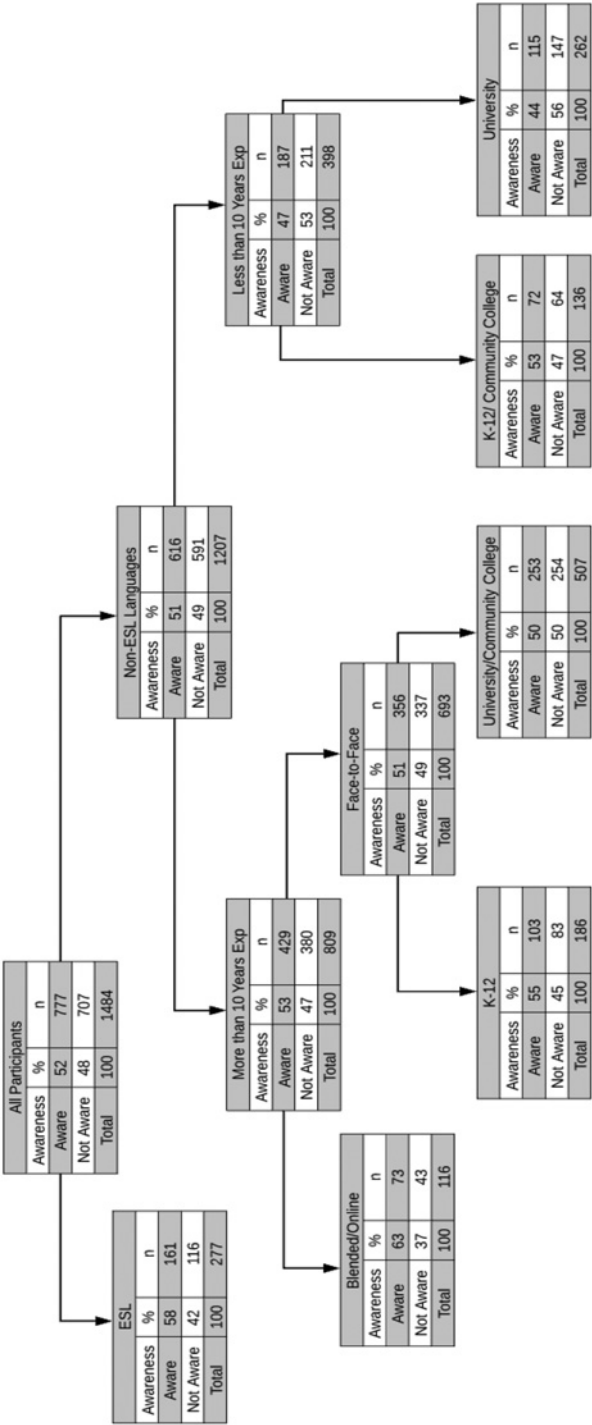 All Participants
Awareness % n
Aware 52 777
Not Aware 48 707
Total 100 1484
ESL
Awareness % n
Aware 58 161
Not Aware 42 116
Total 100 277
Non-ESL Languages
Awareness % n
Aware 51 616
Not Aware 49 591
Total 100 1207
More than 10 Years Exp
Awareness % n
Aware 53 429
Not Aware 47 380
Total 100 809
Less than 10 Years Exp
Awareness % n
Aware 47 187
Not Aware 53 211
Total 100 398
Blended/Online
Awareness % n
Aware 63 73
Not Aware 37 43
Total 100 116
Face-to-Face
Awareness % n
Aware 51 356
Not Aware 49 337
Total 100 693
K-12
Awareness % n
Aware 55 103
Not Aware 45 83
Total 100 186
University/Community College
Awareness % n
Aware 50 253
Not Aware 50 254
Total 100 507
K-12/ Community College
Awareness % n
Aware 53 72
Not Aware 47 64
Total 100 136
University
Awareness % n
Aware 44 115
Not Aware 56 147
Total 100 262